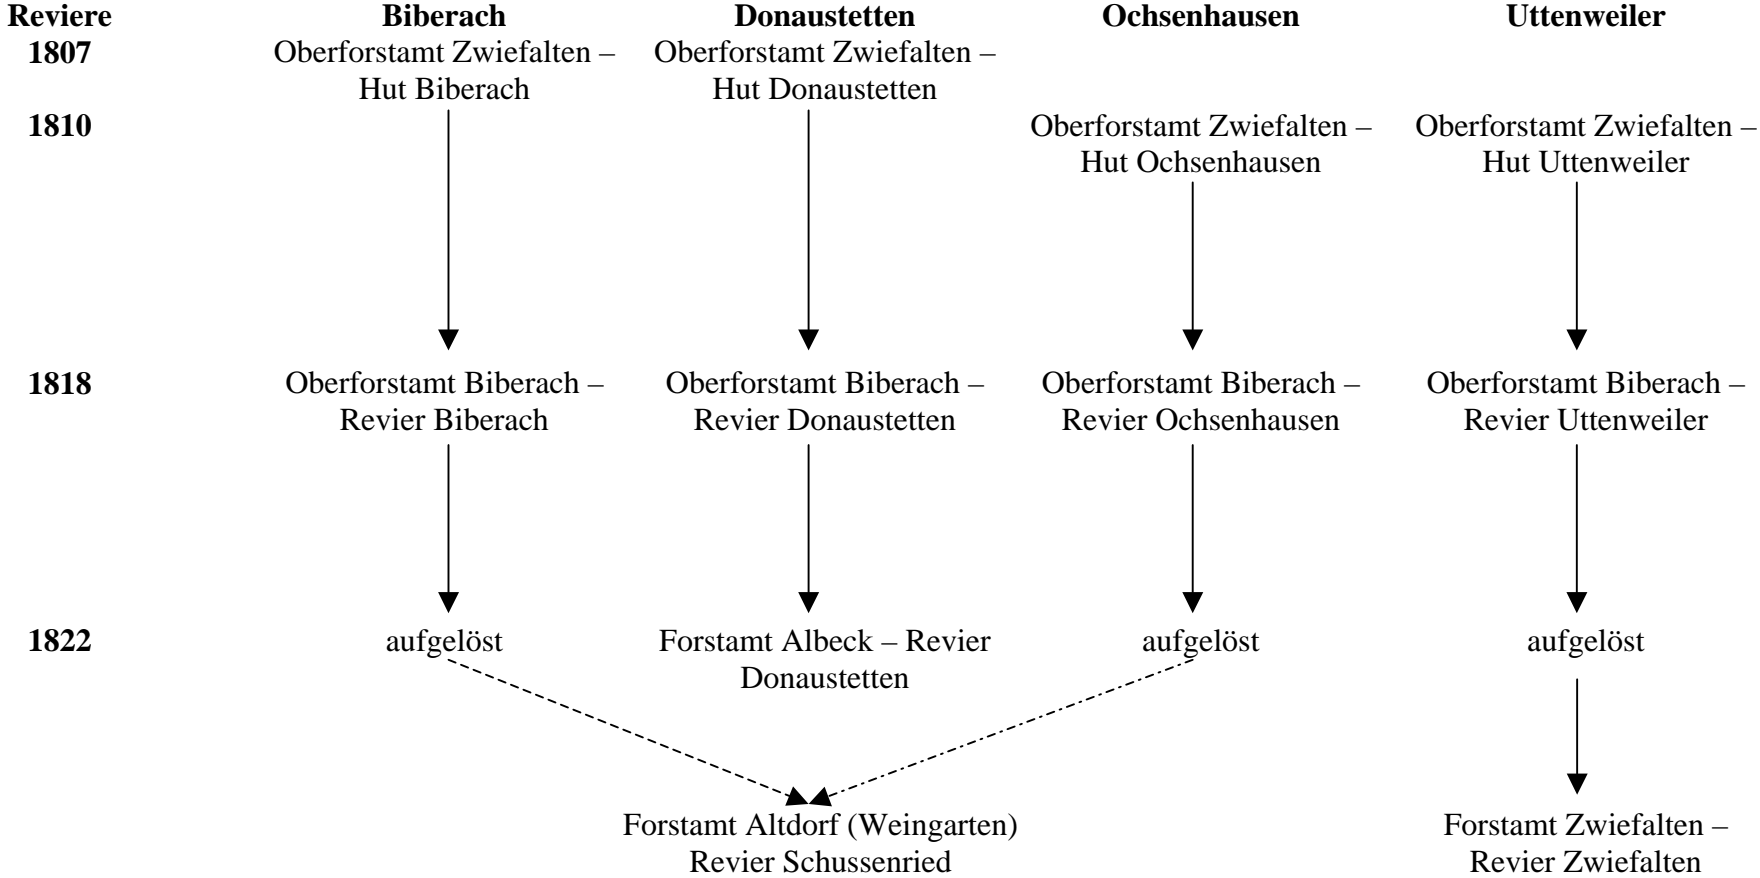 Reviere Biberach Donaustetten Ochsenhausen Uttenweiler
1807 Oberforstamt Zwiefalten – Oberforstamt Zwiefalten –
Hut Biberach Hut Donaustetten
1810 Oberforstamt Zwiefalten – Oberforstamt Zwiefalten –
Hut Ochsenhausen Hut Uttenweiler
1818 Oberforstamt Biberach – Oberforstamt Biberach – Oberforstamt Biberach – Oberforstamt Biberach –
Revier Biberach Revier Donaustetten Revier Ochsenhausen Revier Uttenweiler
1822 aufgelöst Forstamt Albeck – Revier aufgelöst aufgelöst
Donaustetten
Forstamt Altdorf (Weingarten) Forstamt Zwiefalten –
Revier Schussenried Revier Zwiefalten